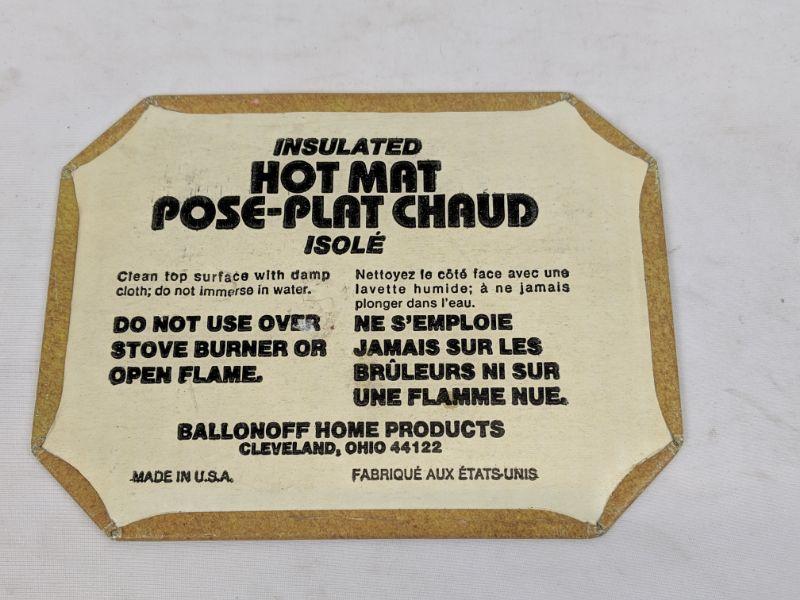 INSULATED
HOT MAT
POSE-PLAT CHAUD
ISOLÉ
Clean top surface with damp
cloth; do not immerse in water.
DO NOT USE OVER
STOVE BURNER OR
OPEN FLAME.
Nettoyez le côté face avec une
lavette humide; à ne jamais
plonger dans l'eau.
NE S'EMPLOIE
JAMAIS SUR LES
BRÛLEURS NI SUR
UNE FLAMME NUE.
BALLONOFF HOME PRODUCTS
CLEVELAND, OHIO 44122
MADE IN U.S.A.
FABRIQUÉ AUX ÉTATS-UNIS